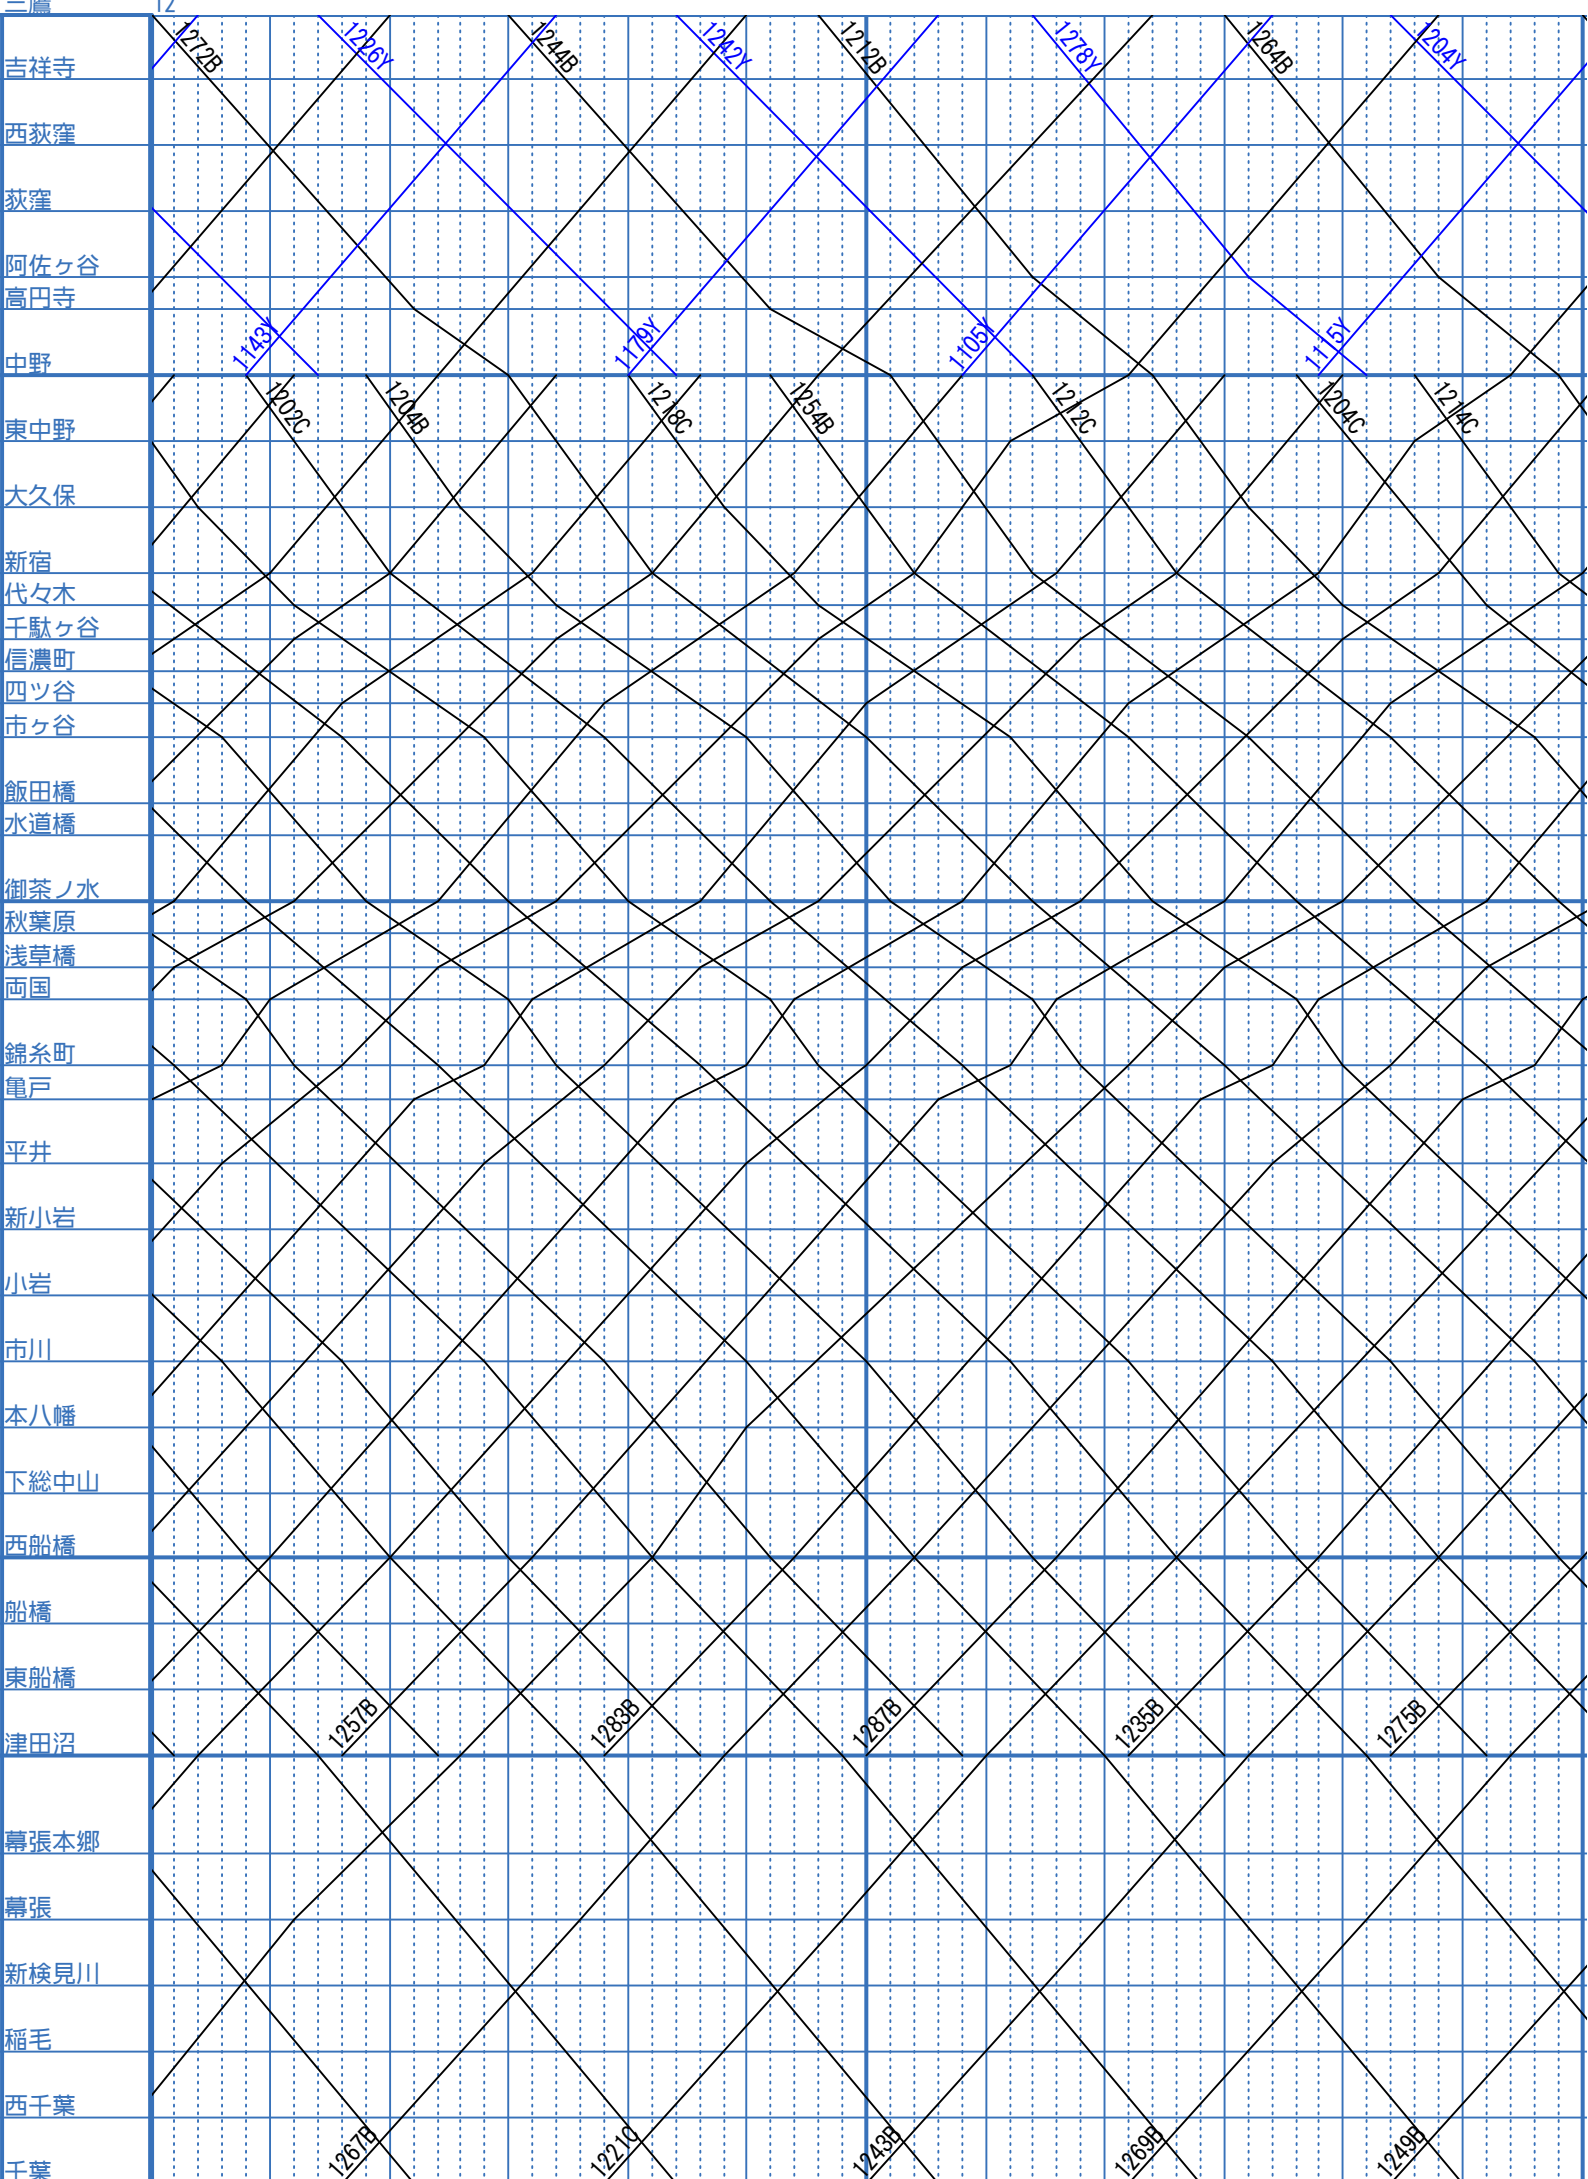 三鷹 12
1272B 1226Y 1244B 1242Y 1212B 1278Y 1264B 1204Y
吉祥寺
西荻窪
荻窪
阿佐ヶ谷
高円寺
中野 1143Y 1179Y 1105Y 1115Y
1202C 1204B 1218C 1254B 1212C 1204C 1214C
東中野
大久保
新宿
代々木
千駄ヶ谷
信濃町
四ツ谷
市ヶ谷
飯田橋
水道橋
御茶ノ水
秋葉原
浅草橋
両国
錦糸町
亀戸
平井
新小岩
小岩
市川
本八幡
下総中山
西船橋
船橋
東船橋
津田沼 1257B 1283B 1287B 1235B 1275B
幕張本郷
幕張
新検見川
稲毛
西千葉
千葉 1267B 1221C 1243B 1269B 1249B